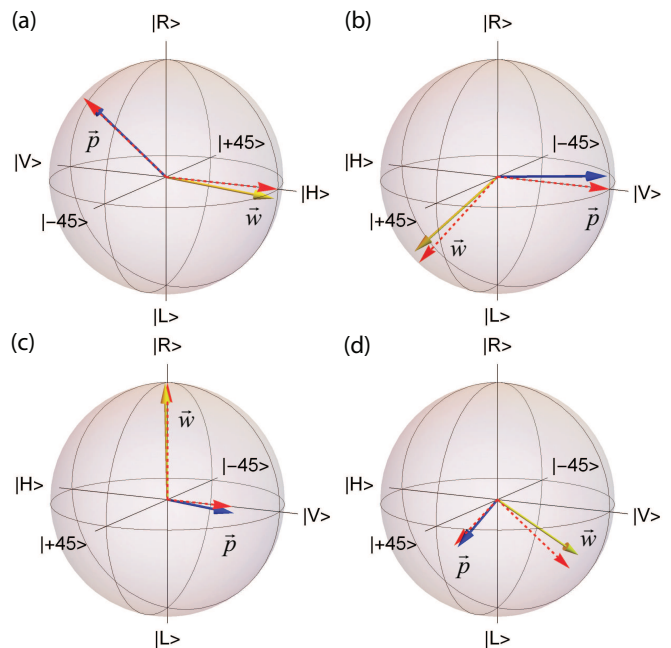 (a)
|R>
|+45>
|V>
p⃗
|H>
|−45>
w⃗
|L>
(b)
|R>
|−45>
|H>
|V>
|+45>
w⃗
p⃗
|L>
(c)
|R>
w⃗
|−45>
|H>
|V>
|+45>
p⃗
|L>
(d)
|R>
|−45>
|H>
|V>
|+45>
w⃗
p⃗
|L>